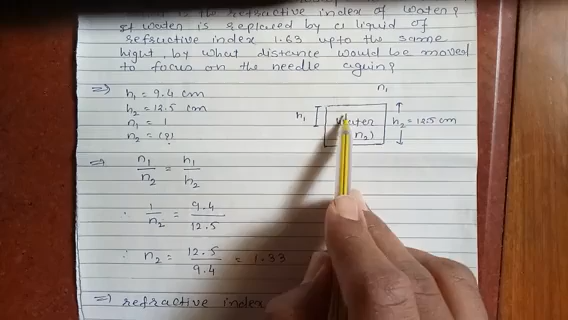 is the refractive index of water?
If water is replaced by a liquid of
refractive index 1.63 upto the same
hight, by what distance would be moved
to focus on the needle again?
⇒ h₁ = 9.4 cm
h₂ = 12.5 cm
n₁ = 1
n₂ = (?)
n₁
h₁
Water
n₂)
h₂ = 12.5 cm
⇒ n₁/n₂ = h₁/h₂
∴ 1/n₂ = 9.4/12.5
∴ n₂ = 12.5/9.4 = 1.33
⇒ refractive index